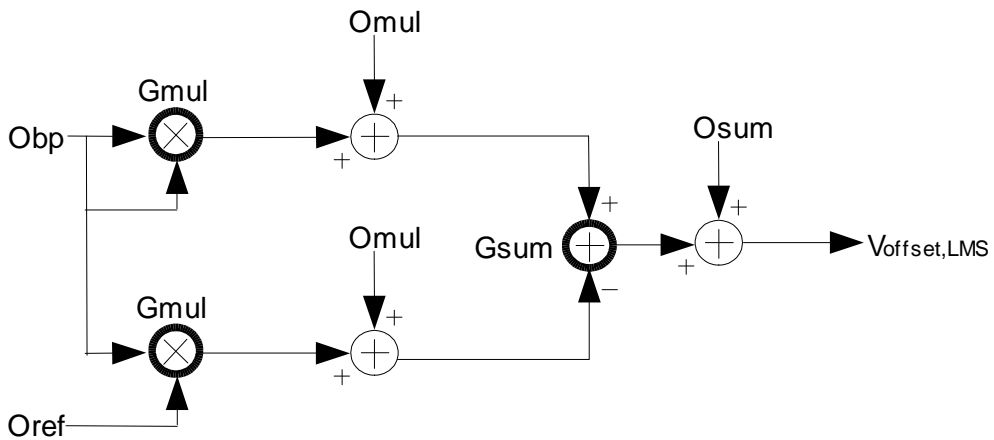 Omul
Gmul
Obp
Osum
Omul
Gsum
Voffset,LMS
Gmul
Oref